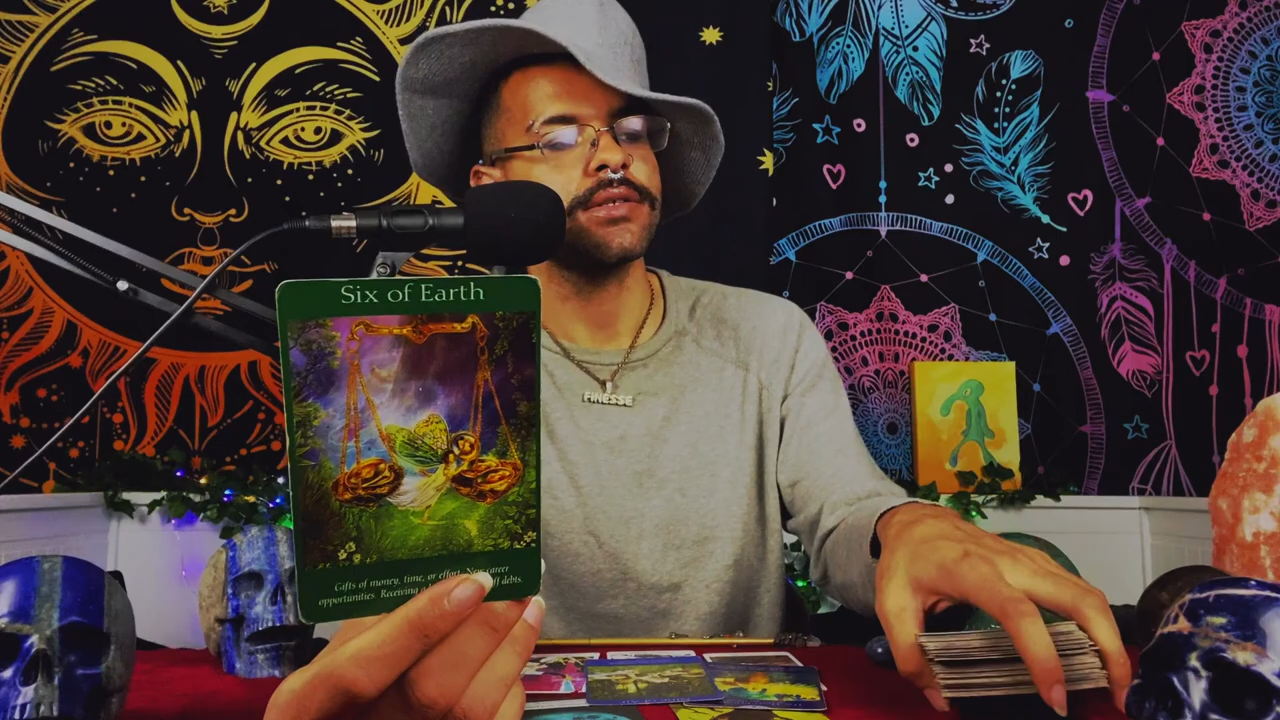 Six of Earth
FINESSE
Gifts of money, time, or effort. New career
opportunities. Receiving a off debts.